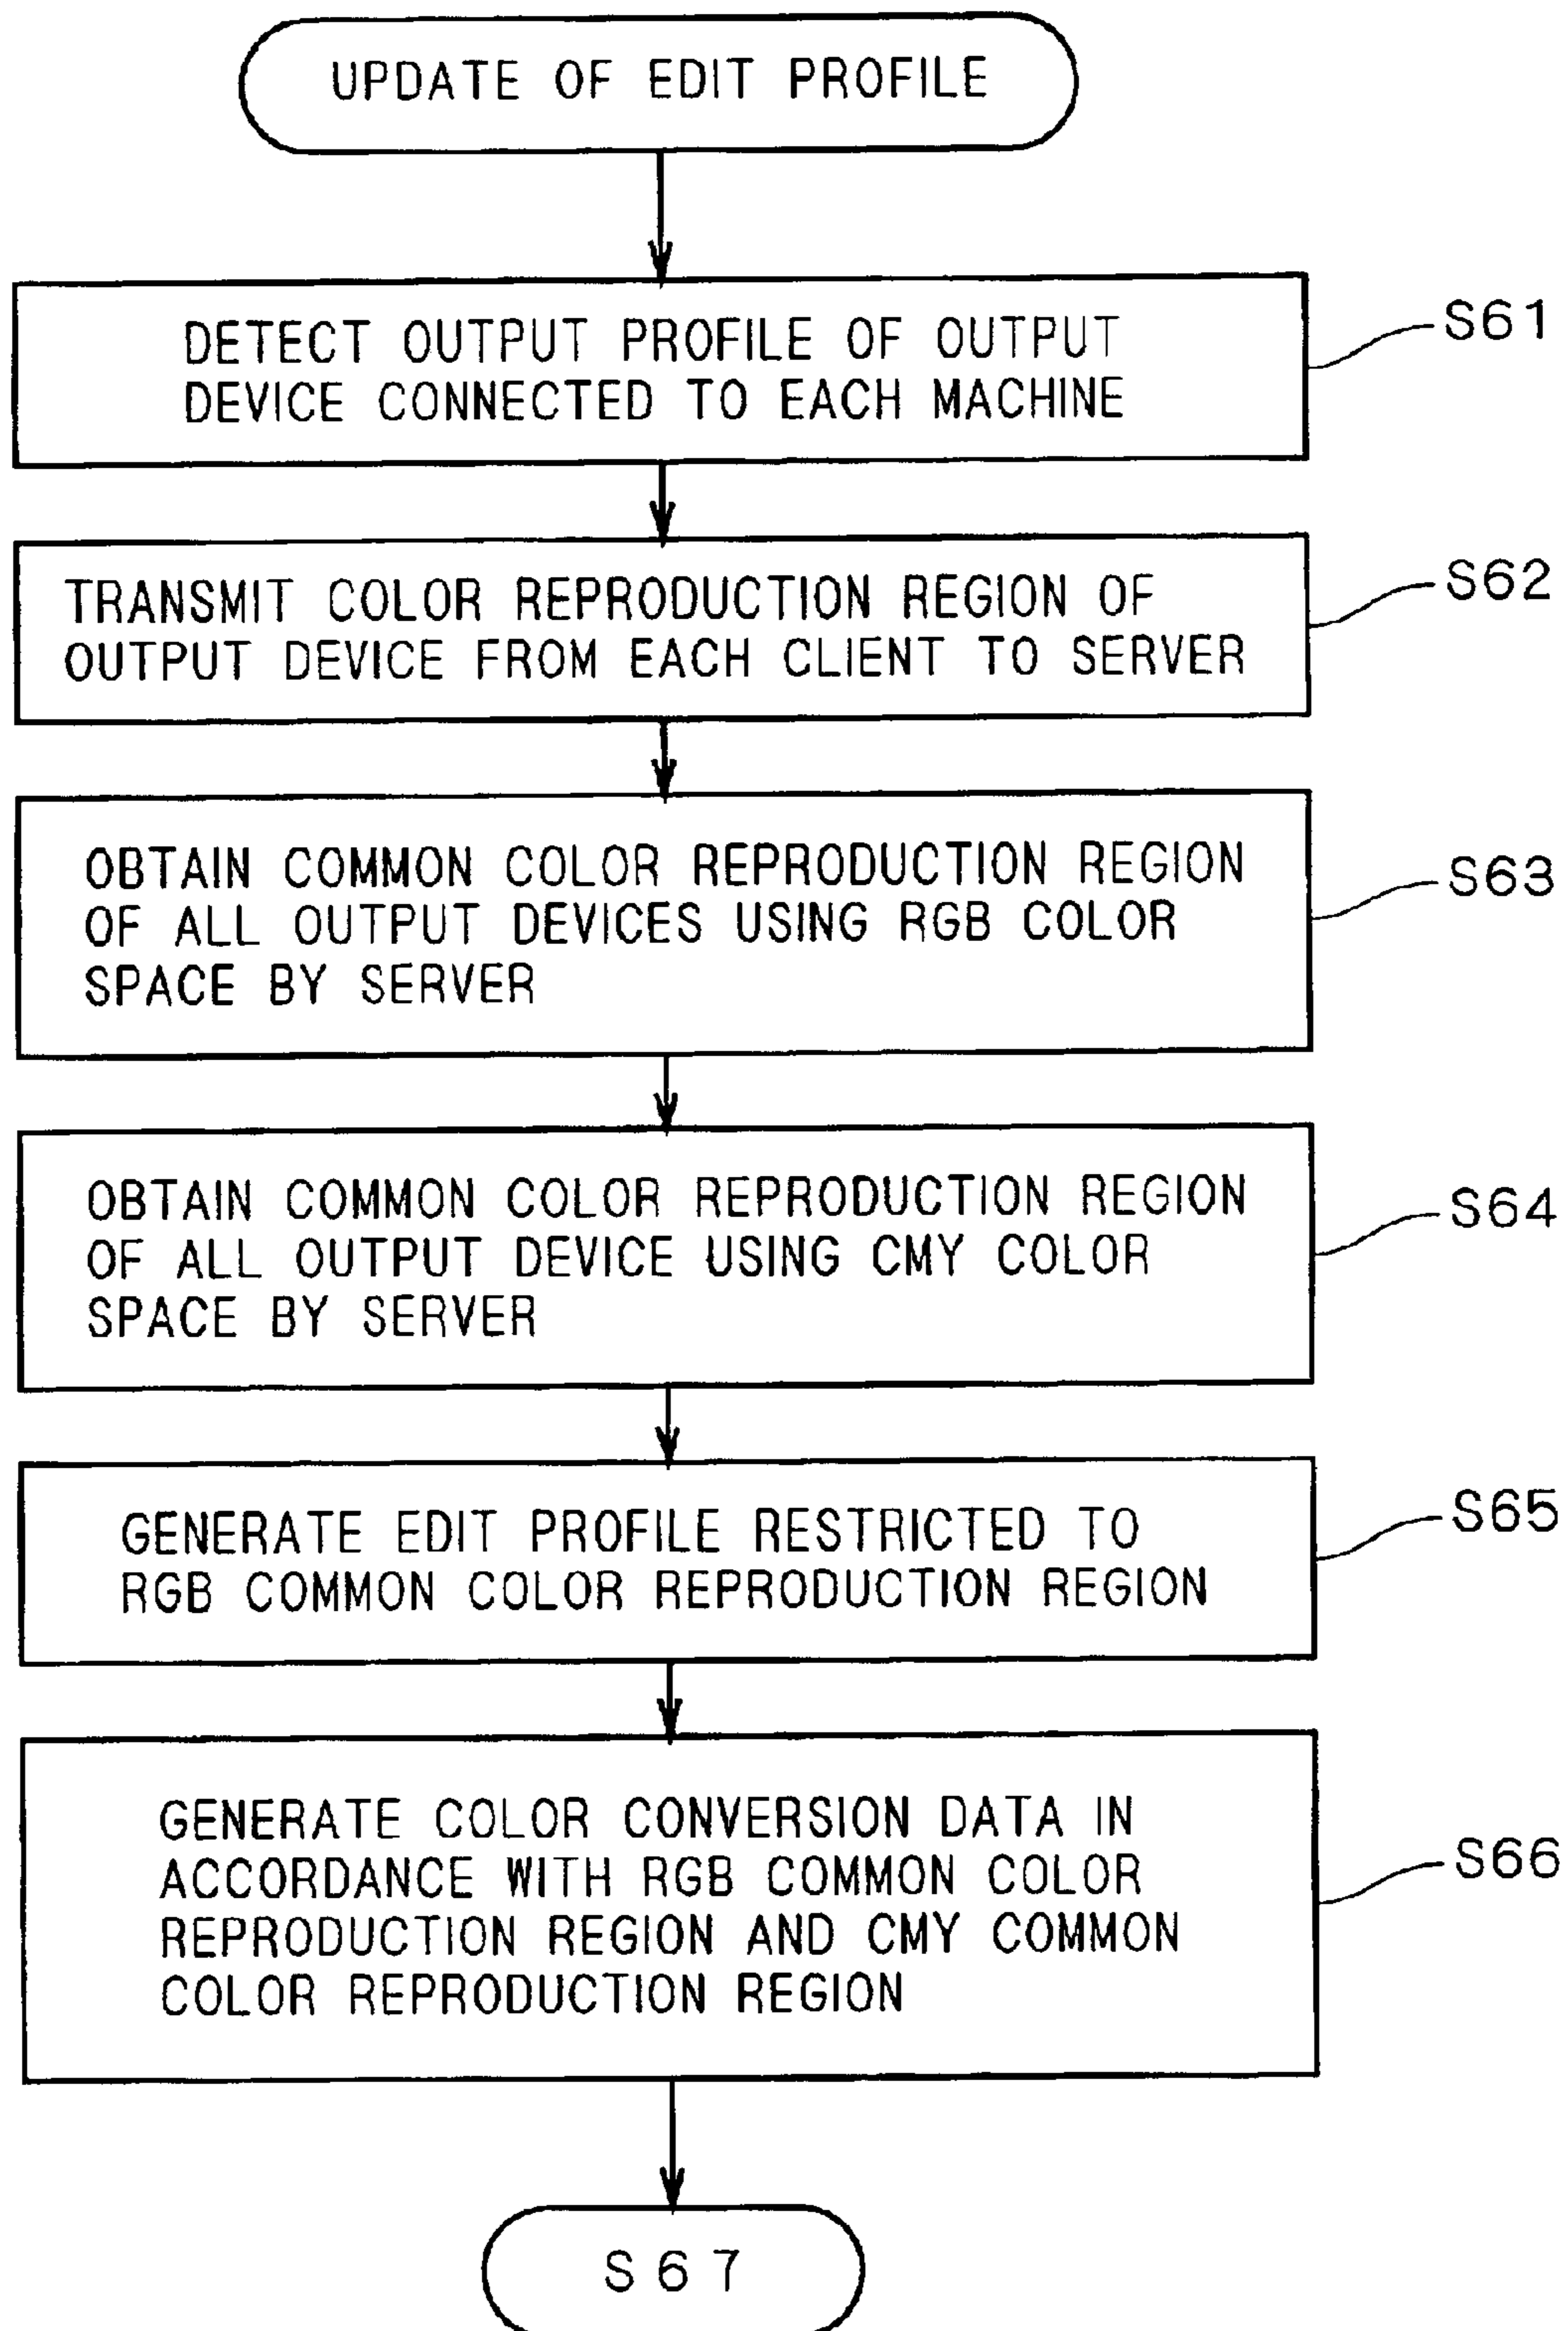 UPDATE OF EDIT PROFILE
DETECT OUTPUT PROFILE OF OUTPUT
DEVICE CONNECTED TO EACH MACHINE
S61
TRANSMIT COLOR REPRODUCTION REGION OF
OUTPUT DEVICE FROM EACH CLIENT TO SERVER
S62
OBTAIN COMMON COLOR REPRODUCTION REGION
OF ALL OUTPUT DEVICES USING RGB COLOR
SPACE BY SERVER
S63
OBTAIN COMMON COLOR REPRODUCTION REGION
OF ALL OUTPUT DEVICE USING CMY COLOR
SPACE BY SERVER
S64
GENERATE EDIT PROFILE RESTRICTED TO
RGB COMMON COLOR REPRODUCTION REGION
S65
GENERATE COLOR CONVERSION DATA IN
ACCORDANCE WITH RGB COMMON COLOR
REPRODUCTION REGION AND CMY COMMON
COLOR REPRODUCTION REGION
S66
S67